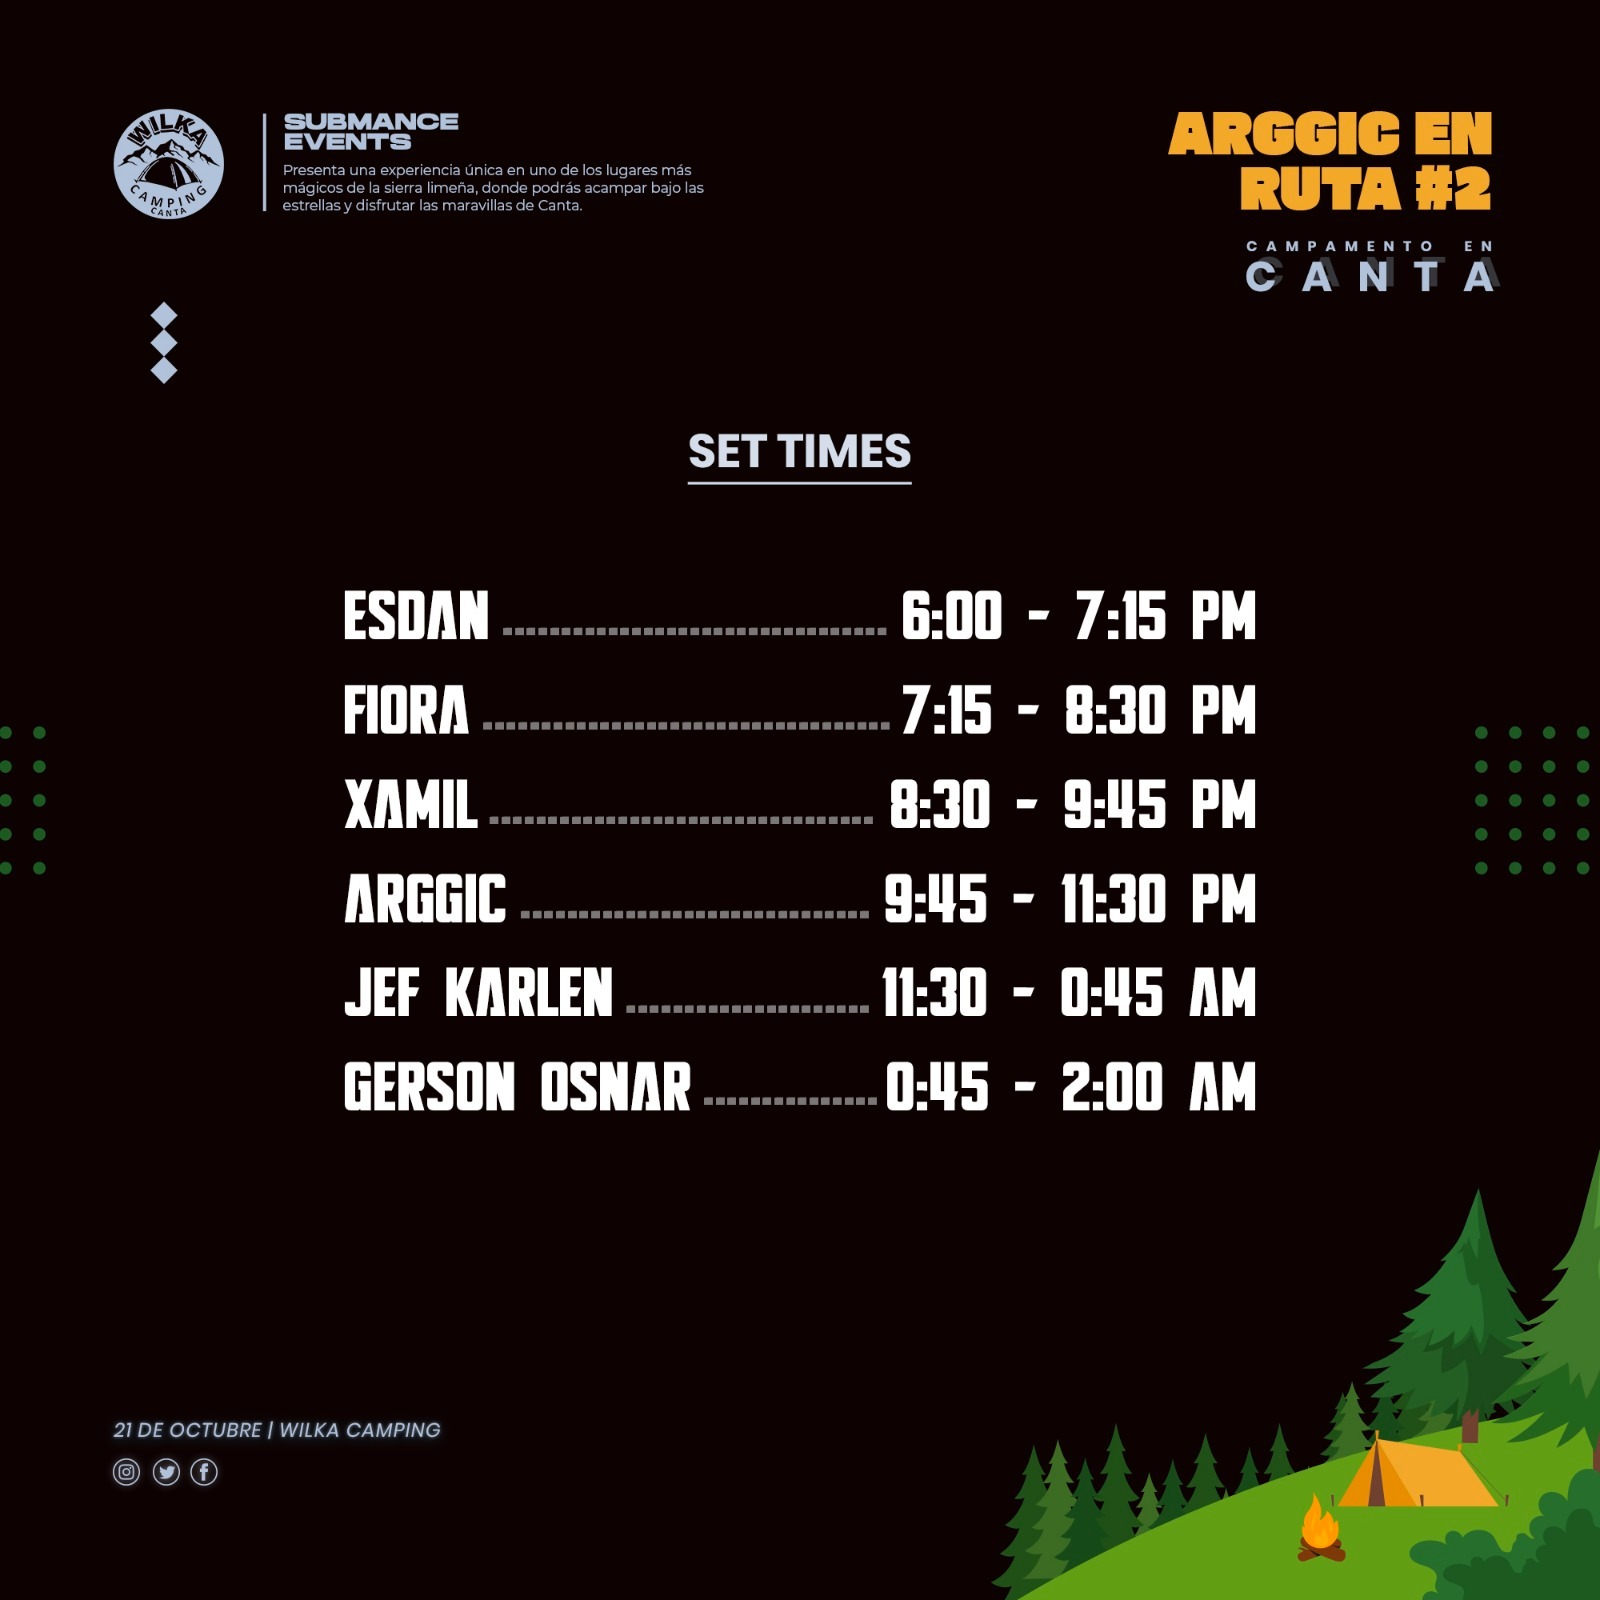 WILKA
CAMPING
CANTA
SUBMANCE
EVENTS
Presenta una experiencia única en uno de los lugares más
mágicos de la sierra limeña, donde podrás acampar bajo las
estrellas y disfrutar las maravillas de Canta.
ARGGIC EN
RUTA #2
CAMPAMENTO EN
CANTA
SET TIMES
ESDAN 6:00 - 7:15 PM
FIORA 7:15 - 8:30 PM
XAMIL 8:30 - 9:45 PM
ARGGIC 9:45 - 11:30 PM
JEF KARLEN 11:30 - 0:45 AM
GERSON OSNAR 0:45 - 2:00 AM
21 DE OCTUBRE | WILKA CAMPING